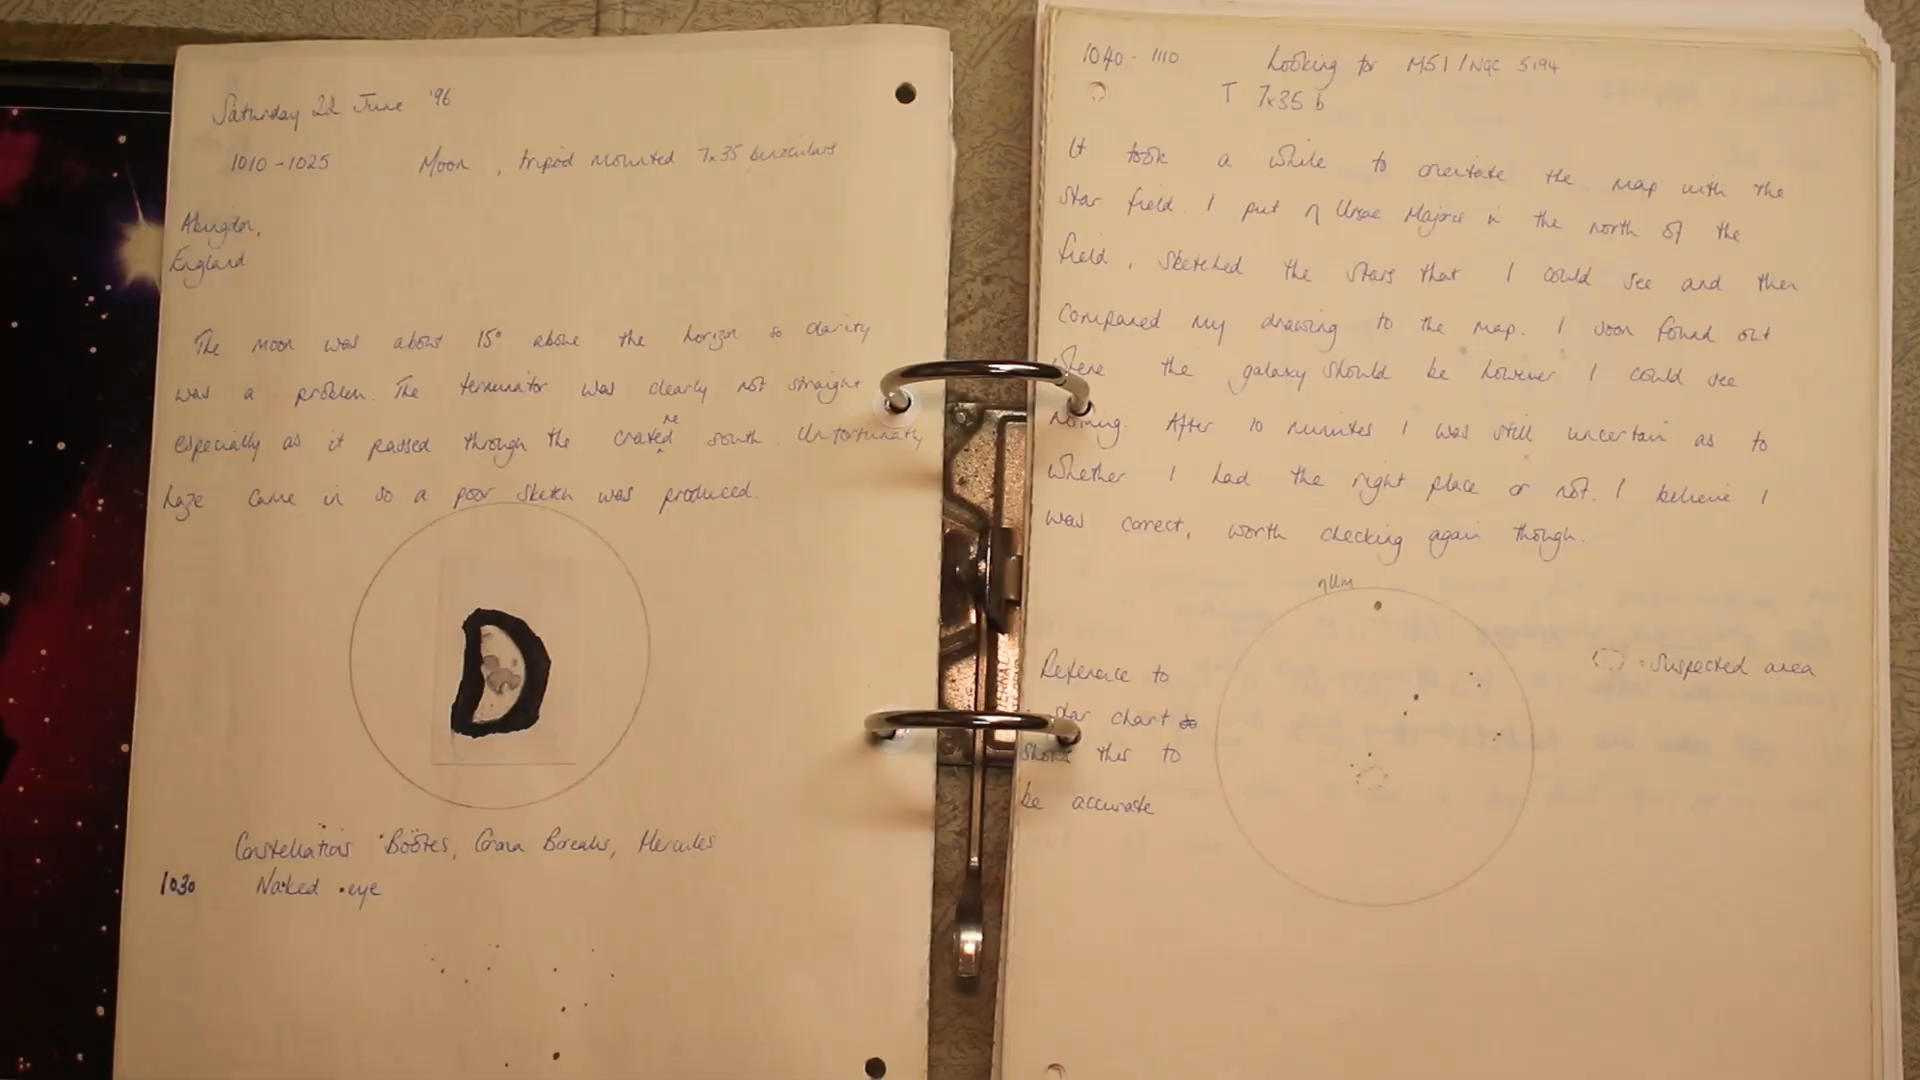 Saturday 22 June '96
1010 - 1025 Moon, tripod mounted 7x35 binoculars
Abingdon,
England
The moon was about 15° above the horizon so clarity
was a problem. The terminator was clearly not straight
especially as it passed through the cratered south. Unfortunatly
haze came in so a poor sketch was produced.
Constellations Boötes, Corona Borealis, Hercules
1030 Naked eye
1040 - 1110 Looking for M51/NGC 5194
T 7x35 b
It took a while to orientate the map with the
star field. I put η Ursae Majoris in the north of the
field, sketched the stars that I could see and then
compared my drawing to the map. I soon found out
where the galaxy should be however I could see
nothing. After 10 minutes I was still uncertain as to
whether I had the right place or not. I believe I
was correct, worth checking again though.
ηUM
= Suspected area
Reference to
star chart
shows this to
be accurate